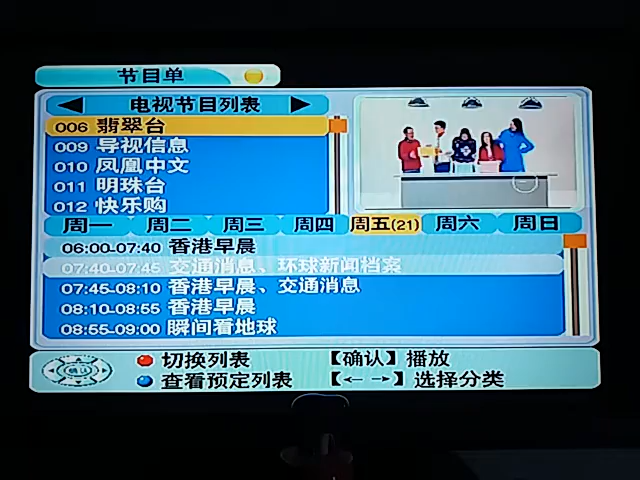 节目单
电视节目列表
006 翡翠台
009 导视信息
010 凤凰中文
011 明珠台
012 快乐购
周一 周二 周三 周四 周五(21) 周六 周日
06:00-07:40 香港早晨
07:40-07:45 交通消息、环球新闻档案
07:45-08:10 香港早晨、交通消息
08:10-08:55 香港早晨
08:55-09:00 瞬间看地球
确认 切换列表 【确认】播放
查看预定列表 【← →】选择分类